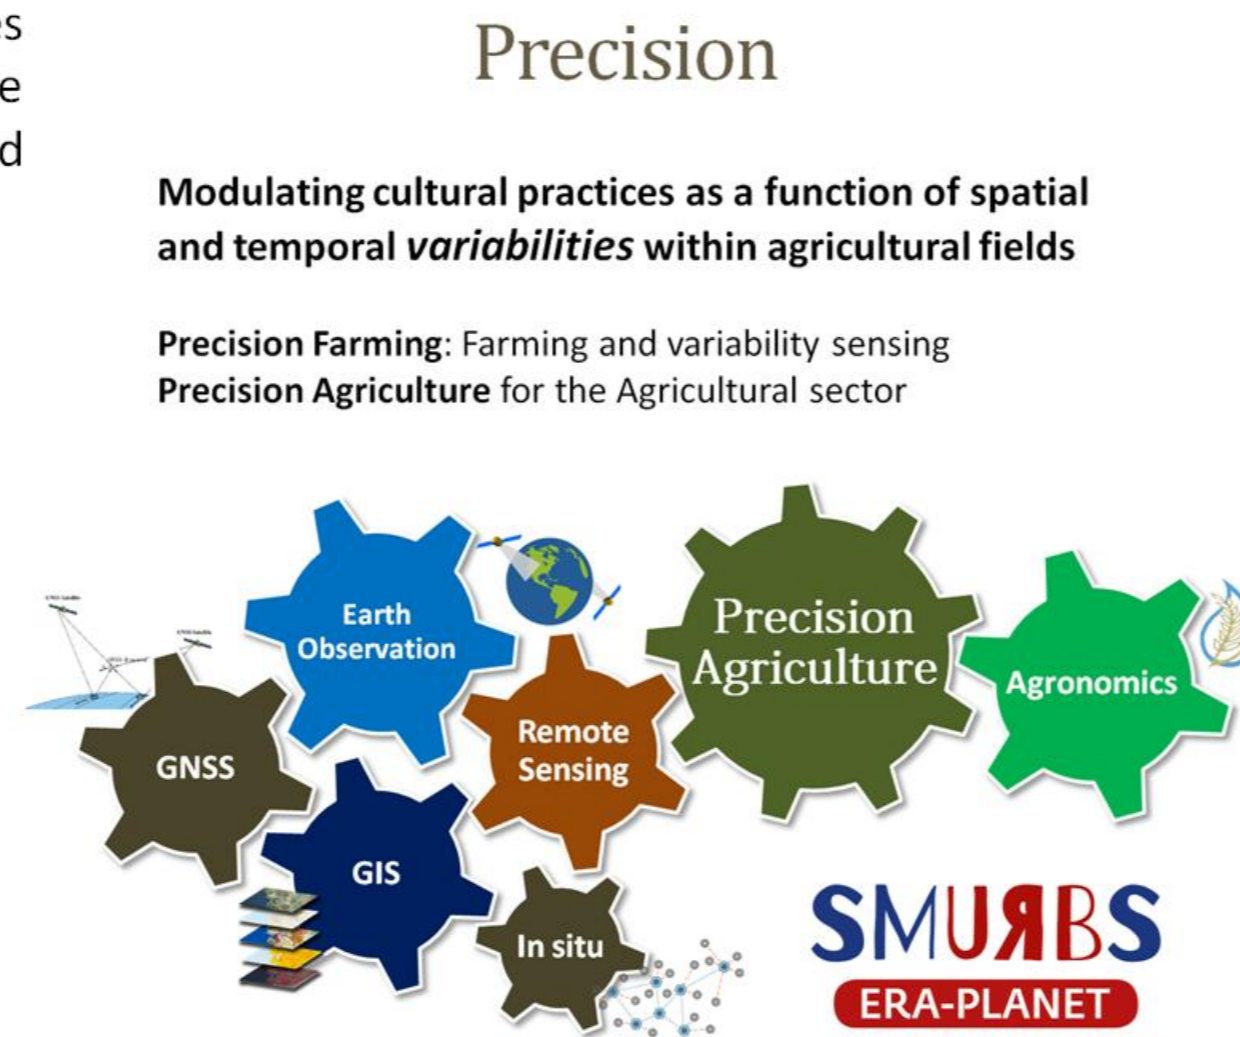 es
e
d
Precision
Modulating cultural practices as a function of spatial
and temporal variabilities within agricultural fields
Precision Farming: Farming and variability sensing
Precision Agriculture for the Agricultural sector
Earth
Observation
Precision
Agriculture
Agronomics
Remote
Sensing
GNSS
GIS
In situ
SMURBS
ERA-PLANET